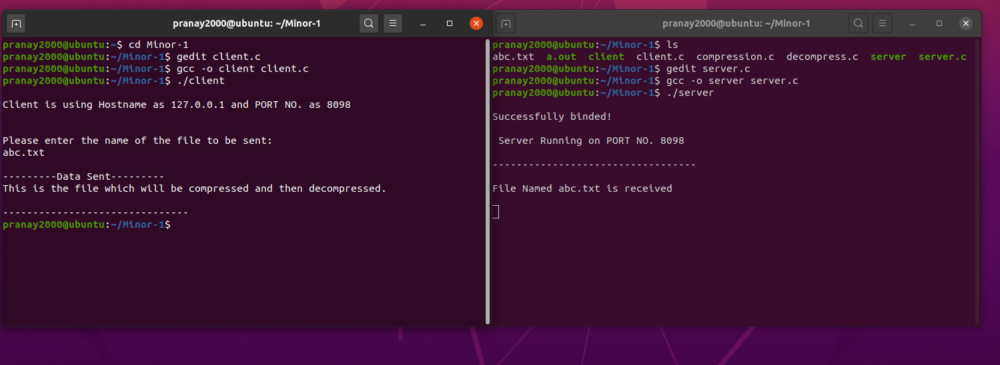 pranay2000@ubuntu: ~/Minor-1
pranay2000@ubuntu:~$ cd Minor-1
pranay2000@ubuntu:~/Minor-1$ gedit client.c
pranay2000@ubuntu:~/Minor-1$ gcc -o client client.c
pranay2000@ubuntu:~/Minor-1$ ./client
Client is using Hostname as 127.0.0.1 and PORT NO. as 8098
Please enter the name of the file to be sent:
abc.txt
---------Data Sent---------
This is the file which will be compressed and then decompressed.
-------------------------------
pranay2000@ubuntu:~/Minor-1$
pranay2000@ubuntu: ~/Minor-1
pranay2000@ubuntu:~/Minor-1$ ls
abc.txt  a.out  client  client.c  compression.c  decompress.c  server  server.c
pranay2000@ubuntu:~/Minor-1$ gedit server.c
pranay2000@ubuntu:~/Minor-1$ gcc -o server server.c
pranay2000@ubuntu:~/Minor-1$ ./server
Successfully binded!
Server Running on PORT NO. 8098
----------------------------------
File Named abc.txt is received